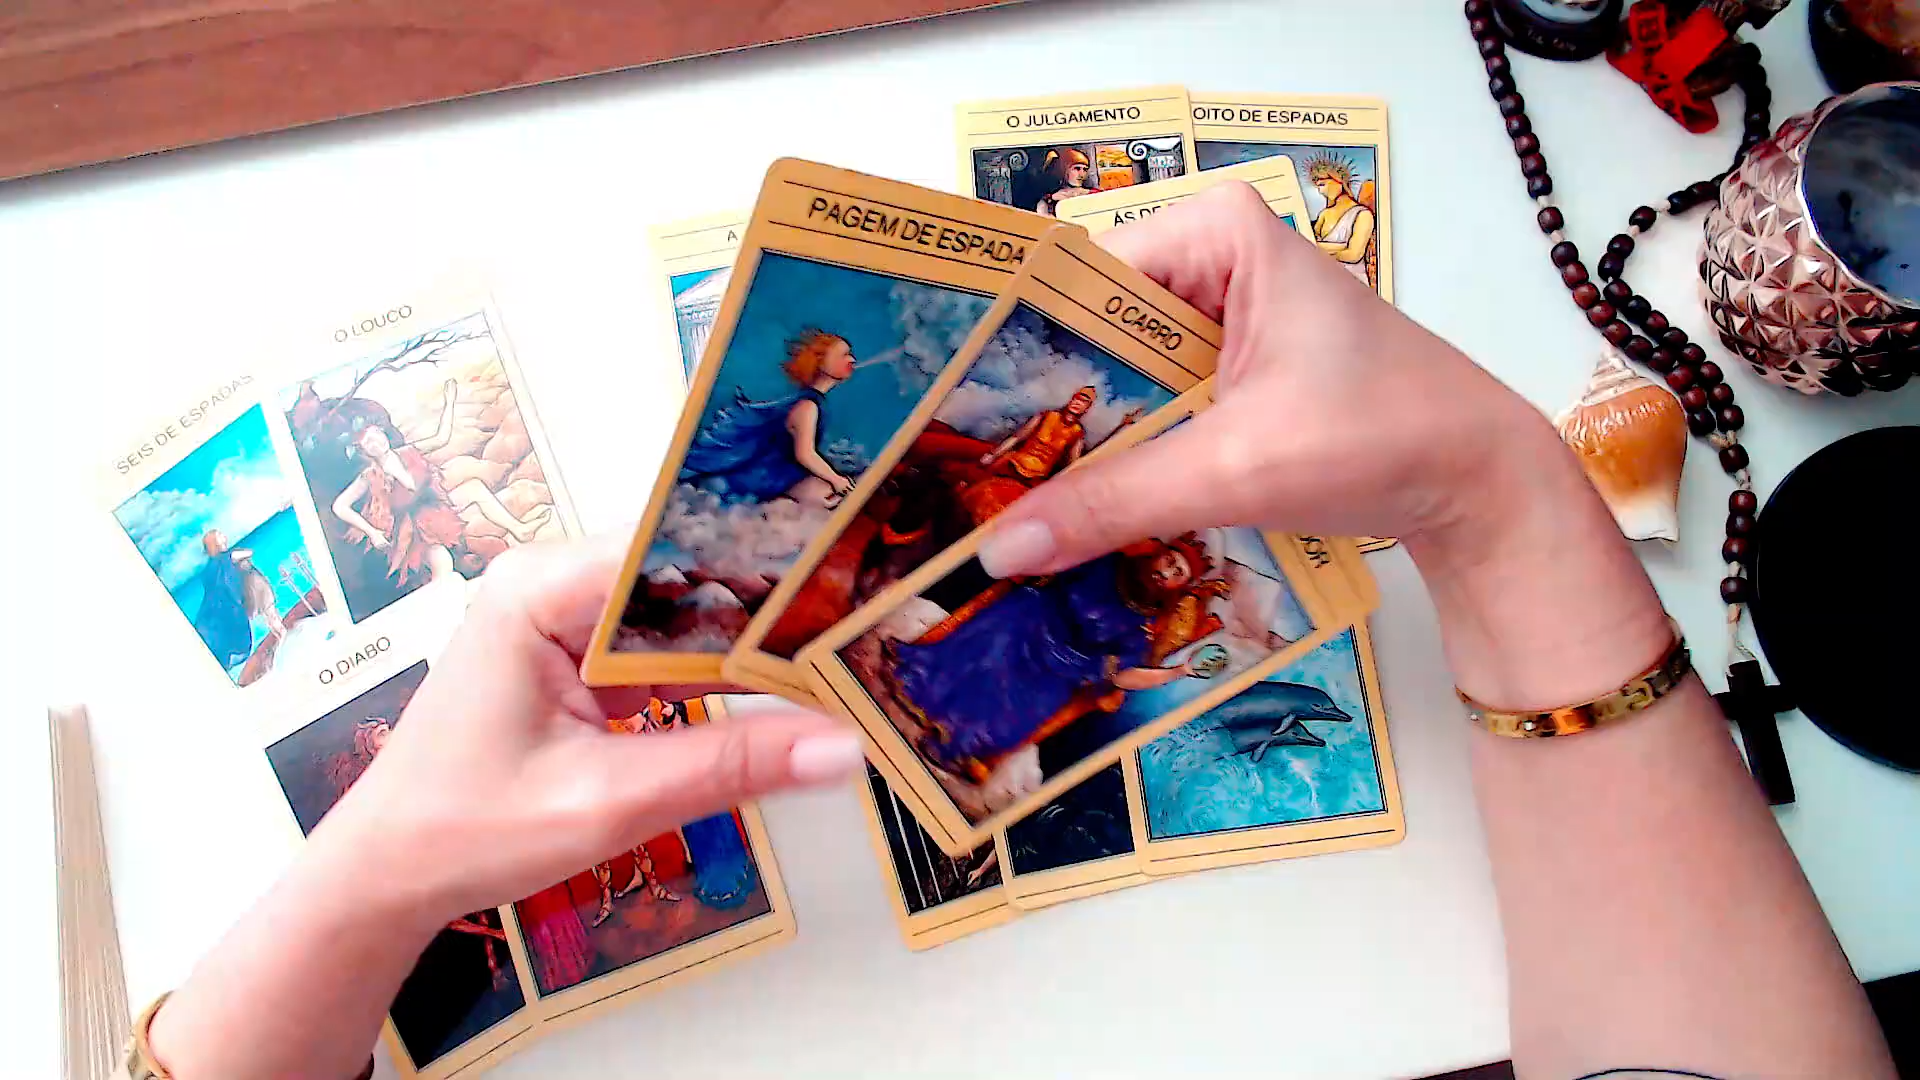 O JULGAMENTO
OITO DE ESPADAS
PAGEM DE ESPADA
ÁS DE
A
O CARRO
O LOUCO
SEIS DE ESPADAS
O DIABO